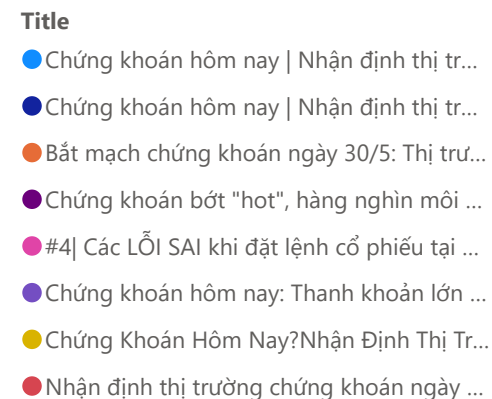 Title
Chứng khoán hôm nay | Nhận định thị tr...
Chứng khoán hôm nay | Nhận định thị tr...
Bắt mạch chứng khoán ngày 30/5: Thị trư...
Chứng khoán bớt "hot", hàng nghìn môi ...
#4| Các LỖI SAI khi đặt lệnh cổ phiếu tại ...
Chứng khoán hôm nay: Thanh khoản lớn ...
Chứng Khoán Hôm Nay?Nhận Định Thị Tr...
Nhận định thị trường chứng khoán ngày ...